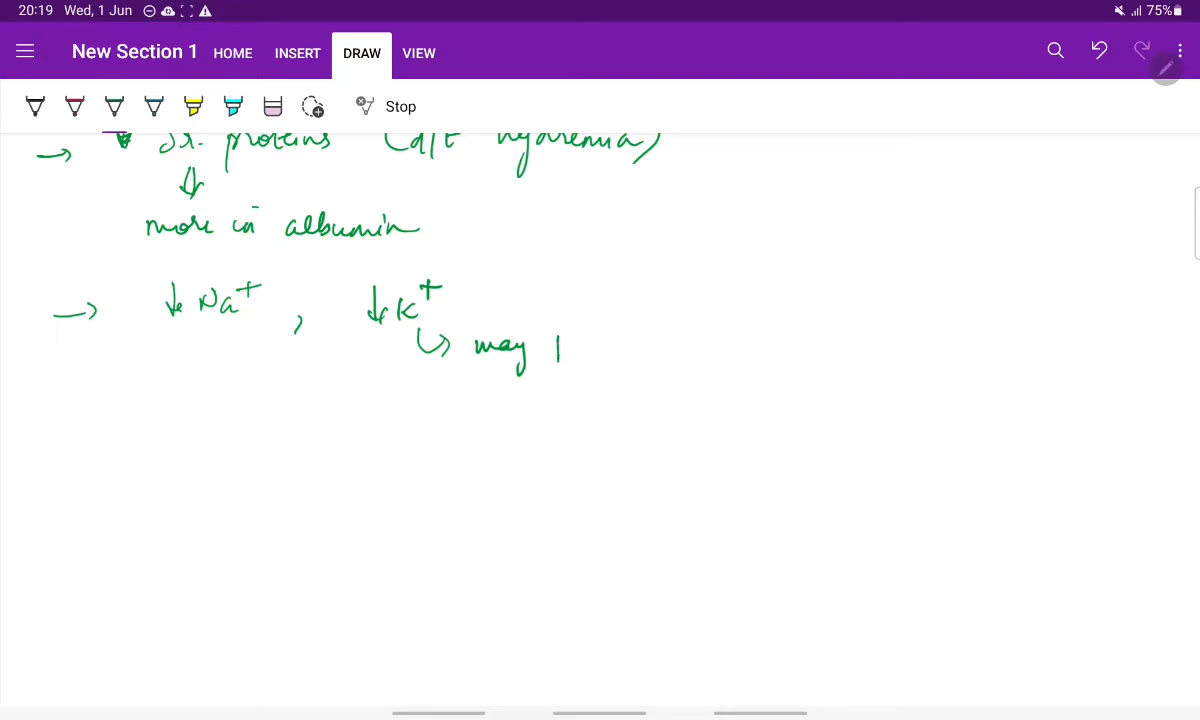 20:19 Wed, 1 Jun 75%
New Section 1 HOME INSERT DRAW VIEW
Stop
→ ↓ Sr. proteins (d/t hydremia)
⇓
more in albumin
→ ↓ Na⁺ , ↓ K⁺
↳ may